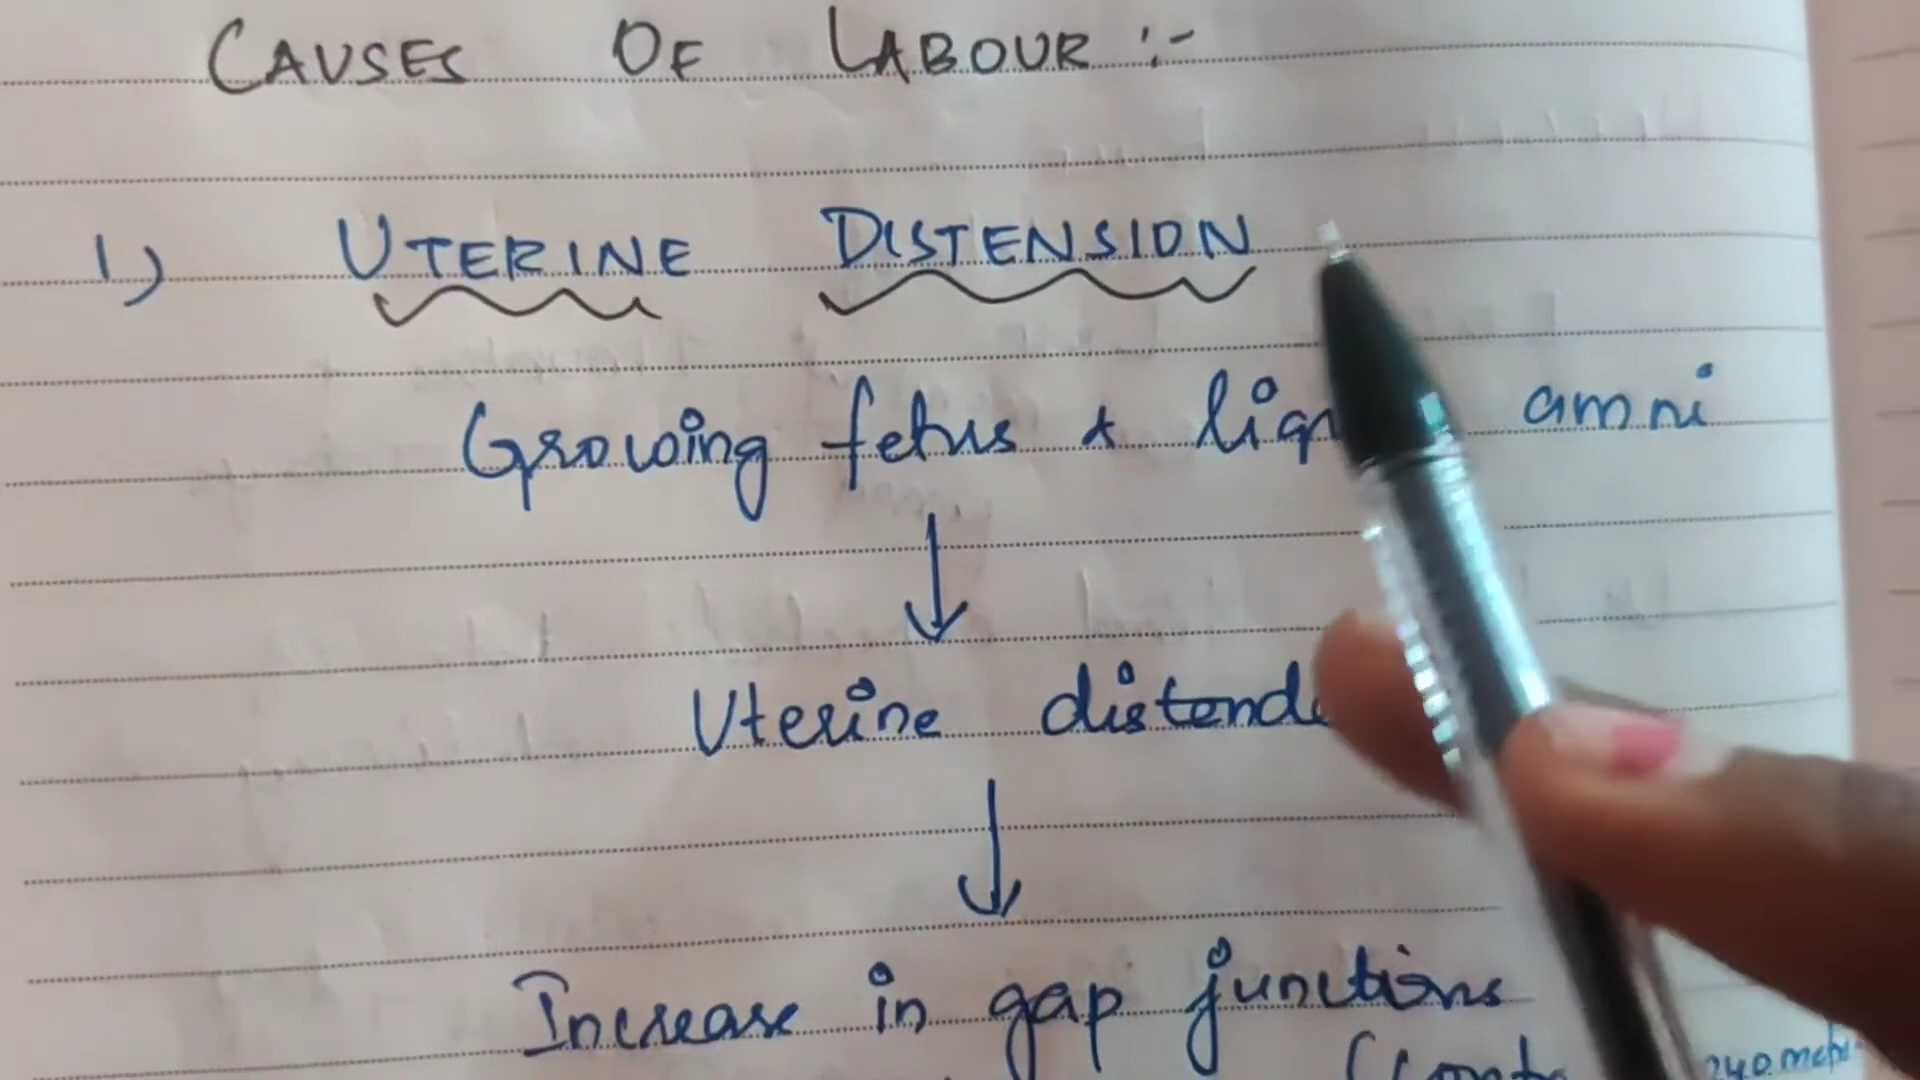 CAUSES OF LABOUR :-
1) UTERINE DISTENSION
Growing fetus + amni
↓
Uterine
↓
Increase in gap junctions